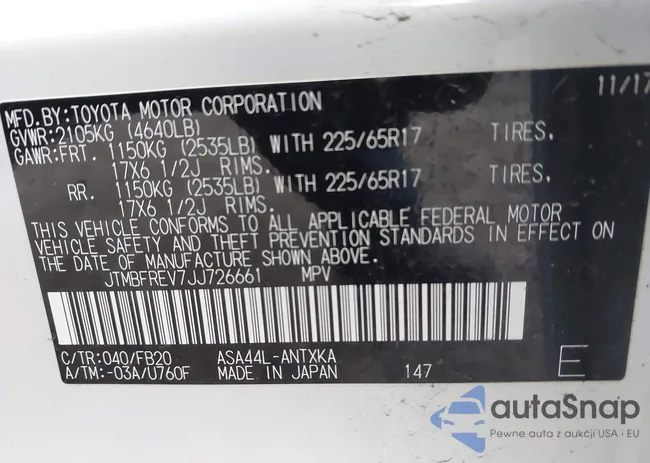 MFD.BY:TOYOTA MOTOR CORPORATION 11/17
GVWR:2105KG (4640LB)
GAWR:FRT. 1150KG (2535LB) WITH 225/65R17 TIRES,
17X6 1/2J RIMS.
RR. 1150KG (2535LB) WITH 225/65R17 TIRES,
17X6 1/2J RIMS.
THIS VEHICLE CONFORMS TO ALL APPLICABLE FEDERAL MOTOR
VEHICLE SAFETY AND THEFT PREVENTION STANDARDS IN EFFECT ON
THE DATE OF MANUFACTURE SHOWN ABOVE.
JTMBFREV7JJ726661 MPV
C/TR:040/FB20 ASA44L-ANTXKA
A/TM:-03A/U760F MADE IN JAPAN 147 E
autaSnap
Pewne auta z aukcji USA i EU